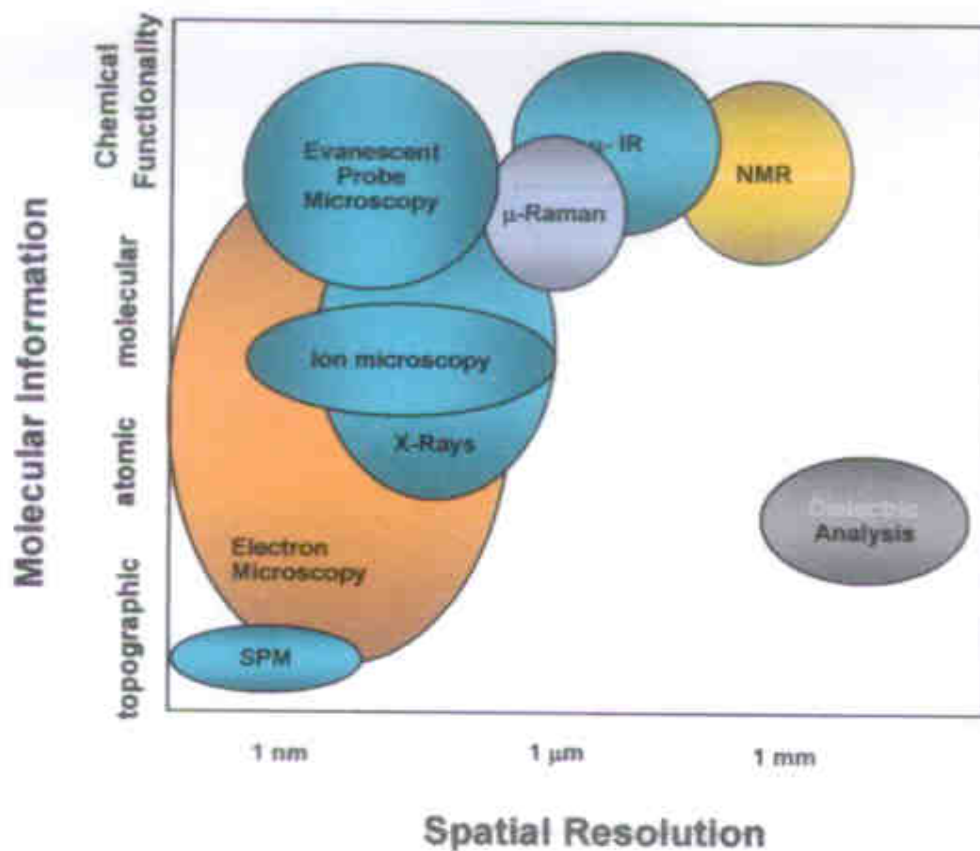 Chemical
Functionality
molecular
atomic
topographic
Molecular Information
Evanescent
Probe
Microscopy
μ- IR
NMR
μ-Raman
Ion microscopy
X-Rays
Dielectric
Analysis
Electron
Microscopy
SPM
1 nm
1 μm
1 mm
Spatial Resolution